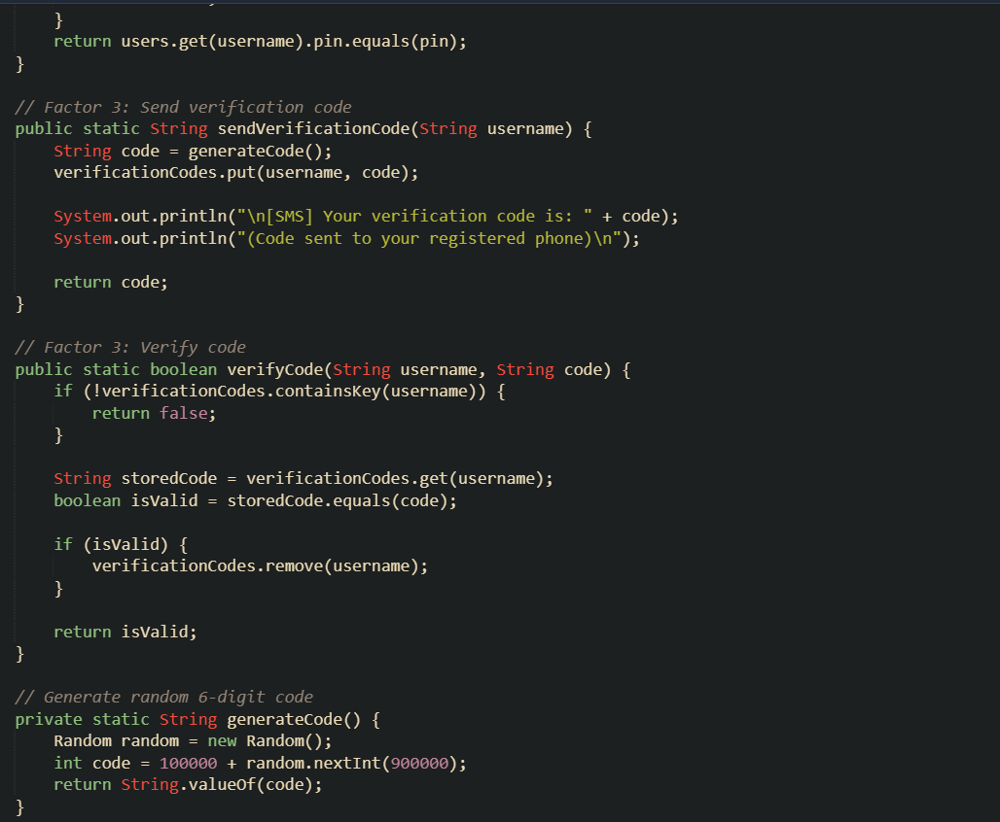 }
    return users.get(username).pin.equals(pin);
}

// Factor 3: Send verification code
public static String sendVerificationCode(String username) {
    String code = generateCode();
    verificationCodes.put(username, code);

    System.out.println("\n[SMS] Your verification code is: " + code);
    System.out.println("(Code sent to your registered phone)\n");

    return code;
}

// Factor 3: Verify code
public static boolean verifyCode(String username, String code) {
    if (!verificationCodes.containsKey(username)) {
        return false;
    }

    String storedCode = verificationCodes.get(username);
    boolean isValid = storedCode.equals(code);

    if (isValid) {
        verificationCodes.remove(username);
    }

    return isValid;
}

// Generate random 6-digit code
private static String generateCode() {
    Random random = new Random();
    int code = 100000 + random.nextInt(900000);
    return String.valueOf(code);
}